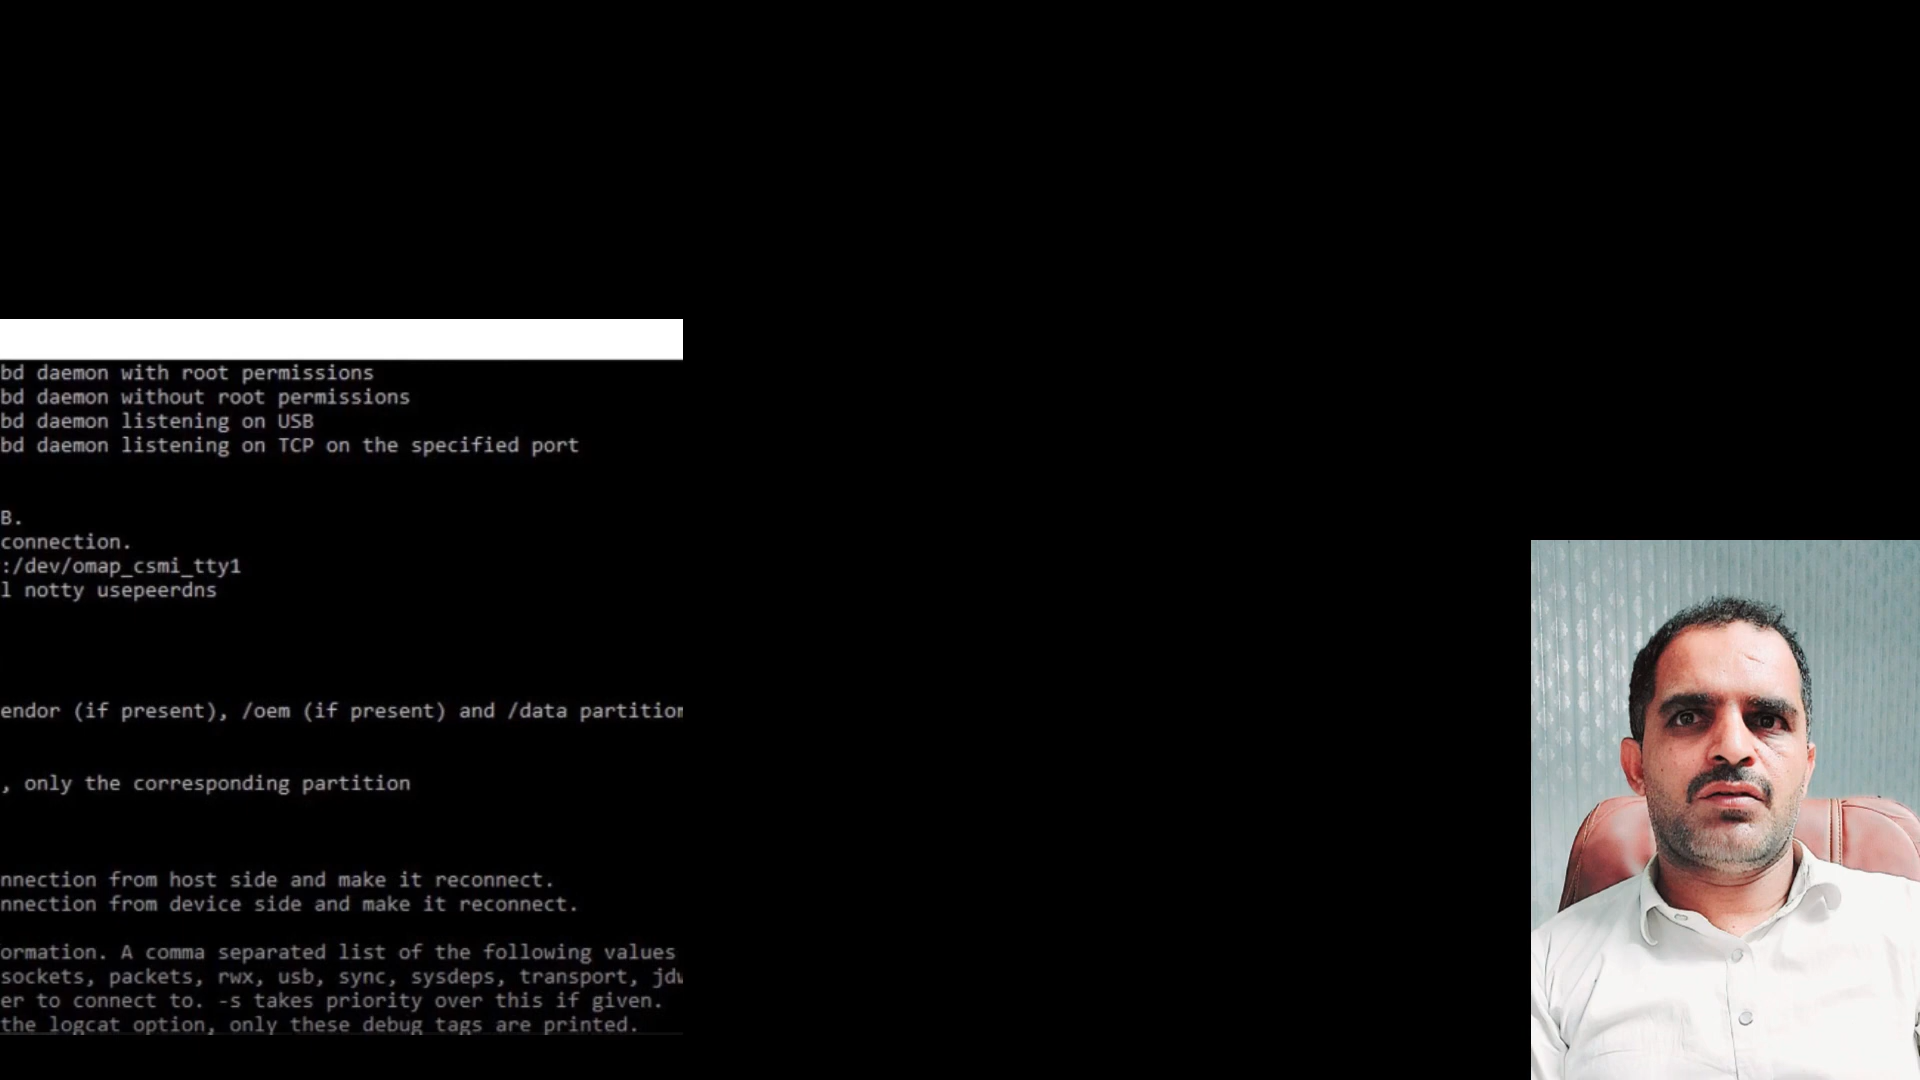 bd daemon with root permissions
bd daemon without root permissions
bd daemon listening on USB
bd daemon listening on TCP on the specified port
B.
connection.
:/dev/omap_csmi_tty1
l notty usepeerdns
endor (if present), /oem (if present) and /data partition
, only the corresponding partition
nnection from host side and make it reconnect.
nnection from device side and make it reconnect.
ormation. A comma separated list of the following values
sockets, packets, rwx, usb, sync, sysdeps, transport, jdw
er to connect to. -s takes priority over this if given.
the logcat option, only these debug tags are printed.